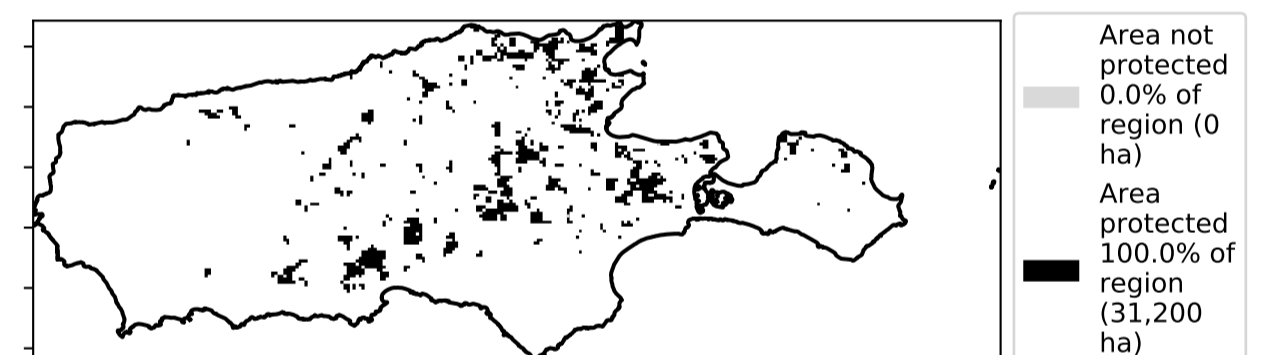 Area not
protected
0.0% of
region (0
ha)
Area
protected
100.0% of
region
(31,200
ha)